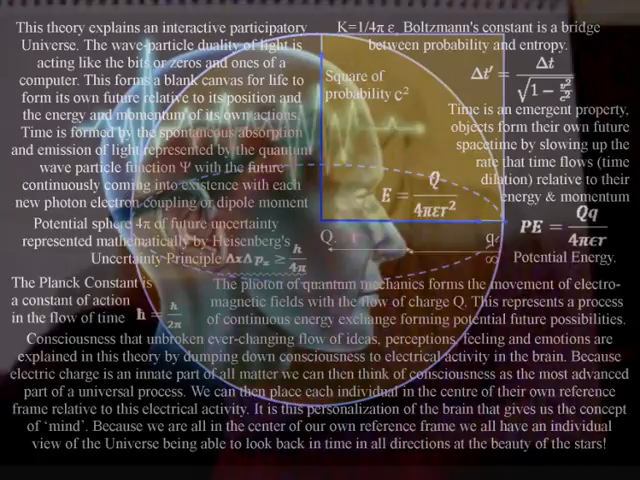 This theory explains an interactive participatory
Universe. The wave-particle duality of light is
acting like the bits or zeros and ones of a
computer. This forms a blank canvas for life to
form its own future relative to its position and
the energy and momentum of its own actions.
Time is formed by the spontaneous absorption
and emission of light represented by the quantum
wave particle function Ψ with the future
continuously coming into existence with each
new photon electron coupling or dipole moment
Potential sphere 4π of future uncertainty
represented mathematically by Heisenberg's
Uncertainty Principle ΔxΔpₓ ≥ h/4π
The Planck Constant is
a constant of action
in the flow of time ħ = h/2π
K=1/4π ε, Boltzmann's constant is a bridge
between probability and entropy.
Square of
probability c²
Δt' = Δt/√(1 − v²/c²)
Time is an emergent property,
objects form their own future
spacetime by slowing up the
rate that time flows (time
dilation) relative to their
energy & momentum
E = Q/4πεr²
PE = Qq/4πεr
Potential Energy.
Q. r q.
∞
The photon of quantum mechanics forms the movement of electro-
magnetic fields with the flow of charge Q. This represents a process
of continuous energy exchange forming potential future possibilities.
Consciousness that unbroken ever-changing flow of ideas, perceptions, feeling and emotions are
explained in this theory by dumping down consciousness to electrical activity in the brain. Because
electric charge is an innate part of all matter we can then think of consciousness as the most advanced
part of a universal process. We can then place each individual in the centre of their own reference
frame relative to this electrical activity. It is this personalization of the brain that gives us the concept
of ‘mind’. Because we are all in the center of our own reference frame we all have an individual
view of the Universe being able to look back in time in all directions at the beauty of the stars!